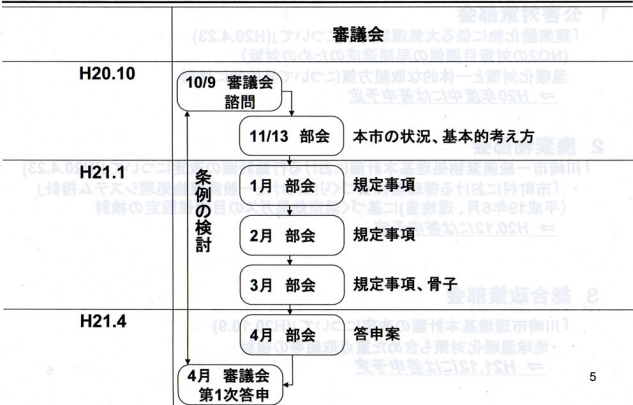 審議会
H20.10
10/9 審議会
諮問
11/13 部会 本市の状況、基本的考え方
H21.1
条例の検討
1月 部会 規定事項
2月 部会 規定事項
3月 部会 規定事項、骨子
H21.4
4月 部会 答申案
4月 審議会
第1次答申
5